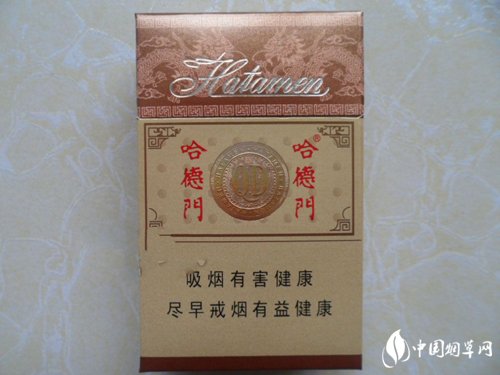 Hatamen
哈德門
哈德門®
吸烟有害健康
尽早戒烟有益健康
中国烟草网